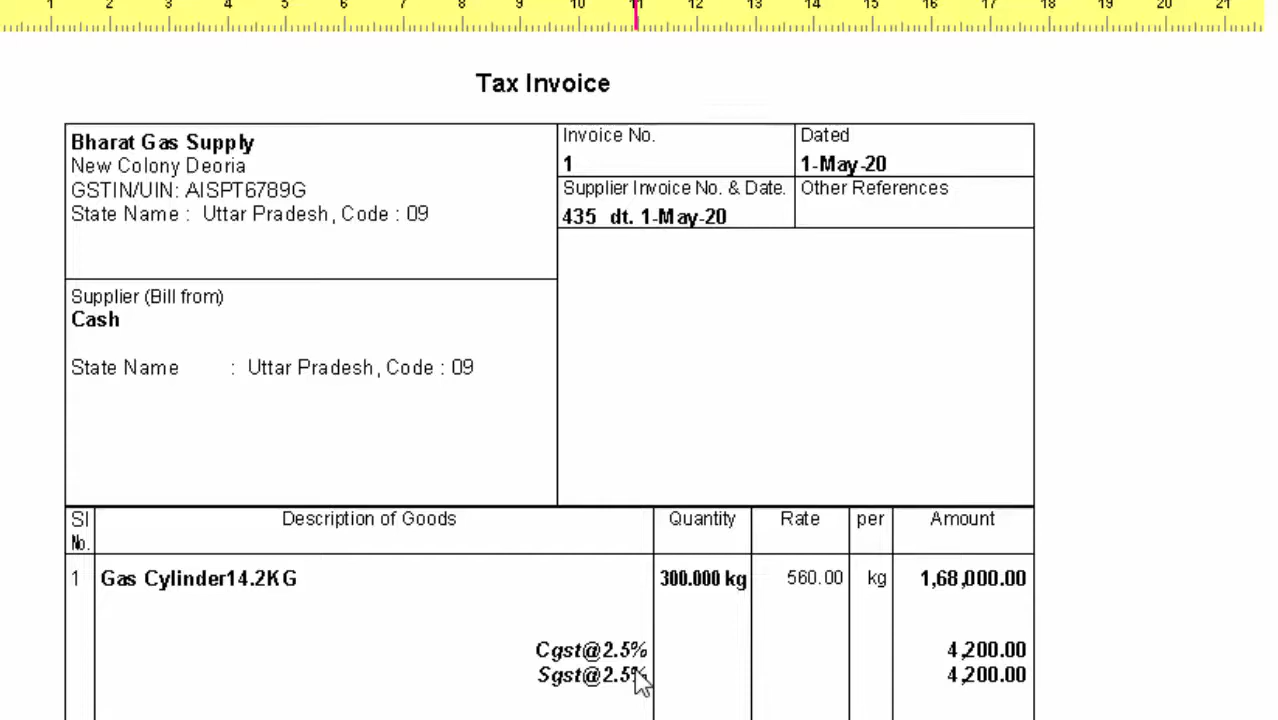 1 2 3 4 5 6 7 8 9 10 11 12 13 14 15 16 17 18 19 20 21
Tax Invoice
Bharat Gas Supply
New Colony Deoria
GSTIN/UIN: AISPT6789G
State Name : Uttar Pradesh, Code : 09
Invoice No.
1
Dated
1-May-20
Supplier Invoice No. & Date.
435 dt. 1-May-20
Other References
Supplier (Bill from)
Cash
State Name : Uttar Pradesh, Code : 09
Sl No. Description of Goods Quantity Rate per Amount
1 Gas Cylinder14.2KG 300.000 kg 560.00 kg 1,68,000.00
Cgst@2.5% 4,200.00
Sgst@2.5% 4,200.00